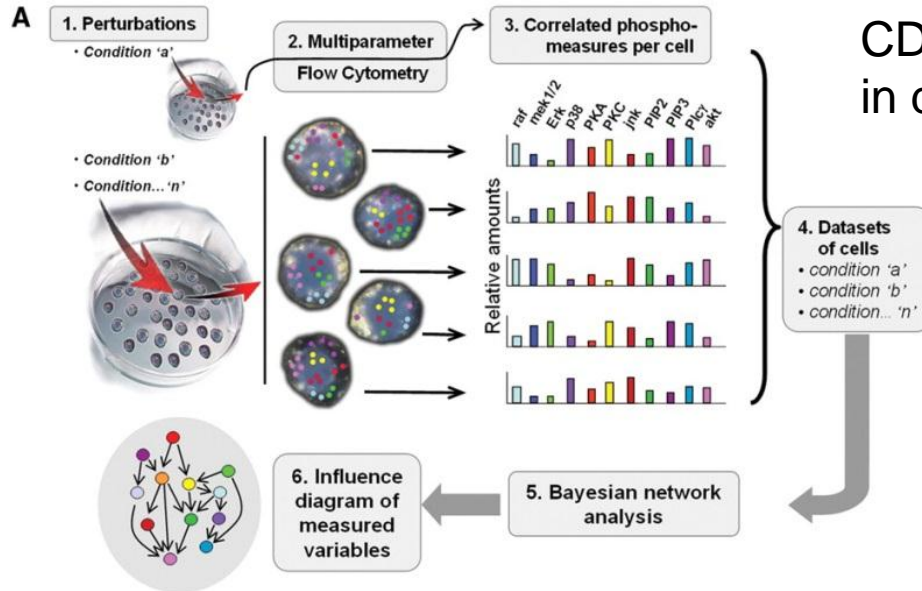 A
1. Perturbations
• Condition 'a'
• Condition 'b'
• Condition... 'n'
2. Multiparameter
Flow Cytometry
3. Correlated phospho-
measures per cell
raf
mek1/2
Erk
p38
PKA
PKC
jnk
PIP2
PIP3
Plcγ
akt
Relative amounts
4. Datasets
of cells
• condition 'a'
• condition 'b'
• condition... 'n'
5. Bayesian network
analysis
6. Influence
diagram of
measured
variables
in